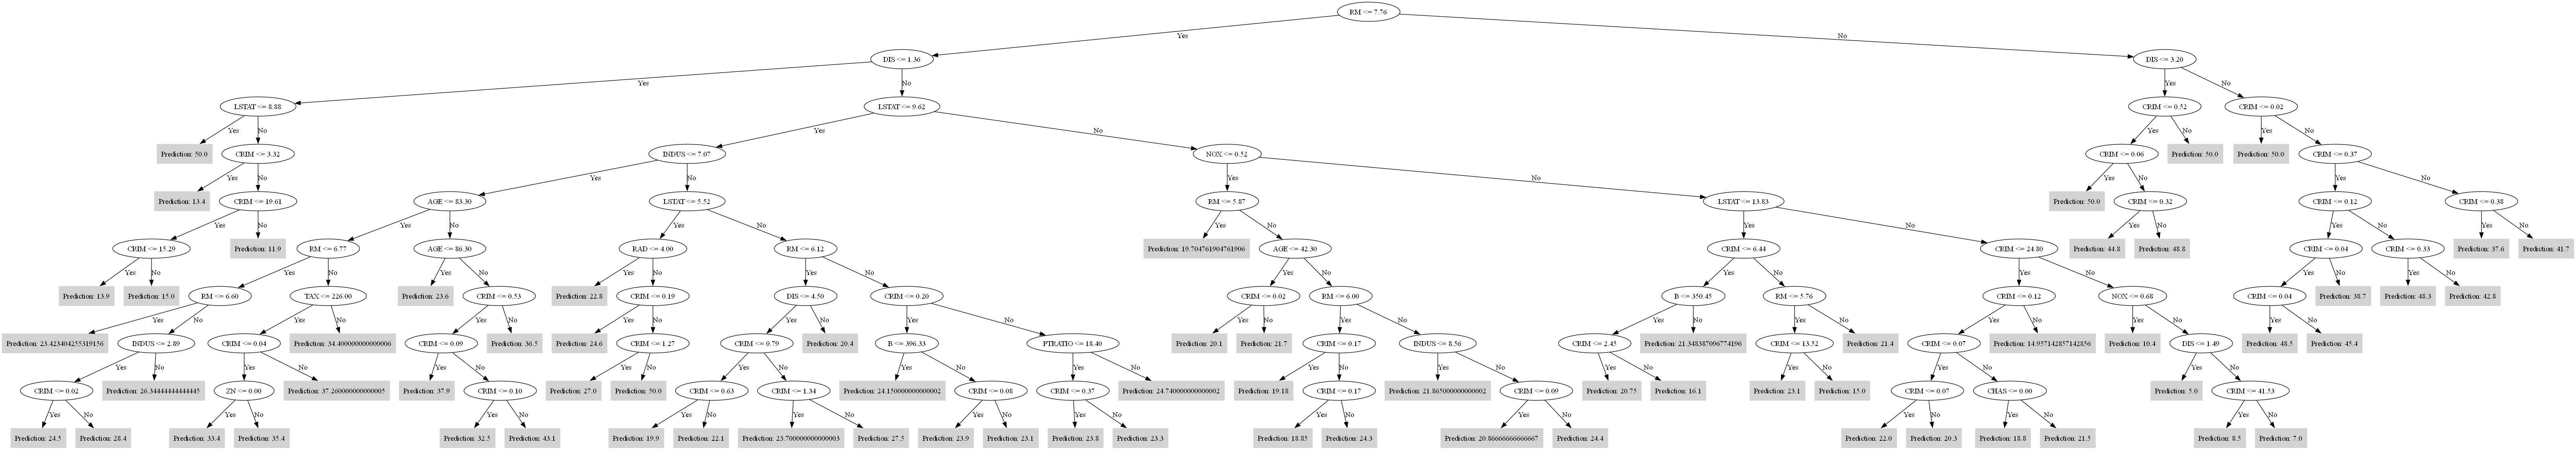 RM <= 7.76
Yes
No
DIS <= 1.36
DIS <= 3.20
Yes
No
Yes
No
LSTAT <= 8.88
LSTAT <= 9.62
CRIM <= 0.52
CRIM <= 0.02
Yes
No
Yes
No
Yes
No
Yes
No
Prediction: 50.0
CRIM <= 3.32
INDUS <= 7.07
NOX <= 0.52
CRIM <= 0.06
Prediction: 50.0
Prediction: 50.0
CRIM <= 0.37
Yes
No
Yes
No
Yes
No
Yes
No
Yes
No
Prediction: 13.4
CRIM <= 19.61
AGE <= 83.30
LSTAT <= 5.52
RM <= 5.87
LSTAT <= 13.83
Prediction: 50.0
CRIM <= 0.32
CRIM <= 0.12
CRIM <= 0.38
Yes
No
Yes
No
Yes
No
Yes
No
Yes
No
Yes
No
Yes
No
Yes
No
CRIM <= 15.29
Prediction: 11.9
RM <= 6.77
AGE <= 86.30
RAD <= 4.00
RM <= 6.12
Prediction: 19.704761904761906
AGE <= 42.30
CRIM <= 6.44
CRIM <= 24.80
Prediction: 44.8
Prediction: 48.8
CRIM <= 0.04
CRIM <= 0.33
Prediction: 37.6
Prediction: 41.7
Yes
No
Yes
No
Yes
No
Yes
No
Yes
No
Yes
No
Yes
No
Yes
No
Yes
No
Yes
No
Prediction: 13.9
Prediction: 15.0
RM <= 6.60
TAX <= 226.00
Prediction: 23.6
CRIM <= 0.53
Prediction: 22.8
CRIM <= 0.19
DIS <= 4.50
CRIM <= 0.20
CRIM <= 0.02
RM <= 6.00
B <= 350.45
RM <= 5.76
CRIM <= 0.12
NOX <= 0.68
CRIM <= 0.04
Prediction: 38.7
Prediction: 48.3
Prediction: 42.8
Yes
No
Yes
No
Yes
No
Yes
No
Yes
No
Yes
No
Yes
No
Yes
No
Yes
No
Yes
No
Yes
No
Yes
No
Yes
No
Prediction: 23.423404255319156
INDUS <= 2.89
CRIM <= 0.04
Prediction: 34.400000000000006
CRIM <= 0.09
Prediction: 36.5
Prediction: 24.6
CRIM <= 1.27
CRIM <= 0.79
Prediction: 20.4
B <= 396.33
PTRATIO <= 18.40
Prediction: 20.1
Prediction: 21.7
CRIM <= 0.17
INDUS <= 8.56
CRIM <= 2.45
Prediction: 21.348387096774196
CRIM <= 13.52
Prediction: 21.4
CRIM <= 0.07
Prediction: 14.957142857142856
Prediction: 10.4
DIS <= 1.49
Prediction: 48.5
Prediction: 45.4
Yes
No
Yes
No
Yes
No
Yes
No
Yes
No
Yes
No
Yes
No
Yes
No
Yes
No
Yes
No
Yes
No
Yes
No
Yes
No
CRIM <= 0.02
Prediction: 26.34444444444445
ZN <= 0.00
Prediction: 37.260000000000005
Prediction: 37.9
CRIM <= 0.10
Prediction: 27.0
Prediction: 50.0
CRIM <= 0.63
CRIM <= 1.34
Prediction: 24.150000000000002
CRIM <= 0.08
CRIM <= 0.37
Prediction: 24.740000000000002
Prediction: 19.18
CRIM <= 0.17
Prediction: 21.865000000000002
CRIM <= 0.09
Prediction: 20.75
Prediction: 16.1
Prediction: 23.1
Prediction: 15.0
CRIM <= 0.07
CHAS <= 0.00
Prediction: 5.0
CRIM <= 41.53
Yes
No
Yes
No
Yes
No
Yes
No
Yes
No
Yes
No
Yes
No
Yes
No
Yes
No
Yes
No
Yes
No
Yes
No
Prediction: 24.5
Prediction: 28.4
Prediction: 33.4
Prediction: 35.4
Prediction: 32.5
Prediction: 43.1
Prediction: 19.9
Prediction: 22.1
Prediction: 23.700000000000003
Prediction: 27.5
Prediction: 23.9
Prediction: 23.1
Prediction: 23.8
Prediction: 23.3
Prediction: 18.85
Prediction: 24.3
Prediction: 20.86666666666667
Prediction: 24.4
Prediction: 22.0
Prediction: 20.3
Prediction: 18.8
Prediction: 21.5
Prediction: 8.5
Prediction: 7.0